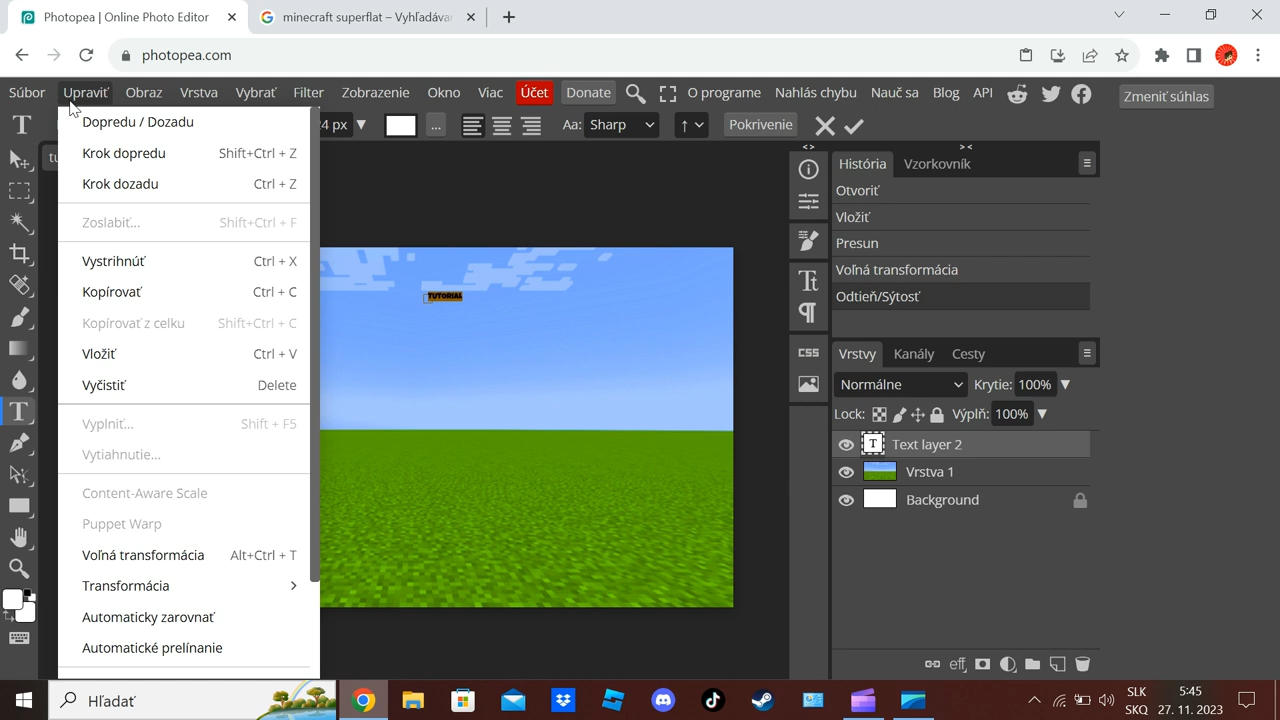 Photopea | Online Photo Editor
minecraft superflat – Vyhľadáva
photopea.com
Súbor Upraviť Obraz Vrstva Vybrať Filter Zobrazenie Okno Viac Účet Donate O programe Nahlás chybu Nauč sa Blog API Zmeniť súhlas
4 px ... Aa: Sharp Pokrivenie
Dopredu / Dozadu
Krok dopredu Shift+Ctrl + Z
Krok dozadu Ctrl + Z
Zoslabiť... Shift+Ctrl + F
Vystrihnúť Ctrl + X
Kopírovať Ctrl + C
Kopírovať z celku Shift+Ctrl + C
Vložiť Ctrl + V
Vyčistiť Delete
Vyplniť... Shift + F5
Vytiahnutie...
Content-Aware Scale
Puppet Warp
Voľná transformácia Alt+Ctrl + T
Transformácia
Automaticky zarovnať
Automatické prelínanie
TUTORIAL
História Vzorkovník
Otvoriť
Vložiť
Presun
Voľná transformácia
Odtieň/Sýtosť
CSS
Vrstvy Kanály Cesty
Normálne Krytie: 100%
Lock: Výplň: 100%
Text layer 2
Vrstva 1
Background
eff
Hľadať
SLK
SKQ
5:45
27. 11. 2023